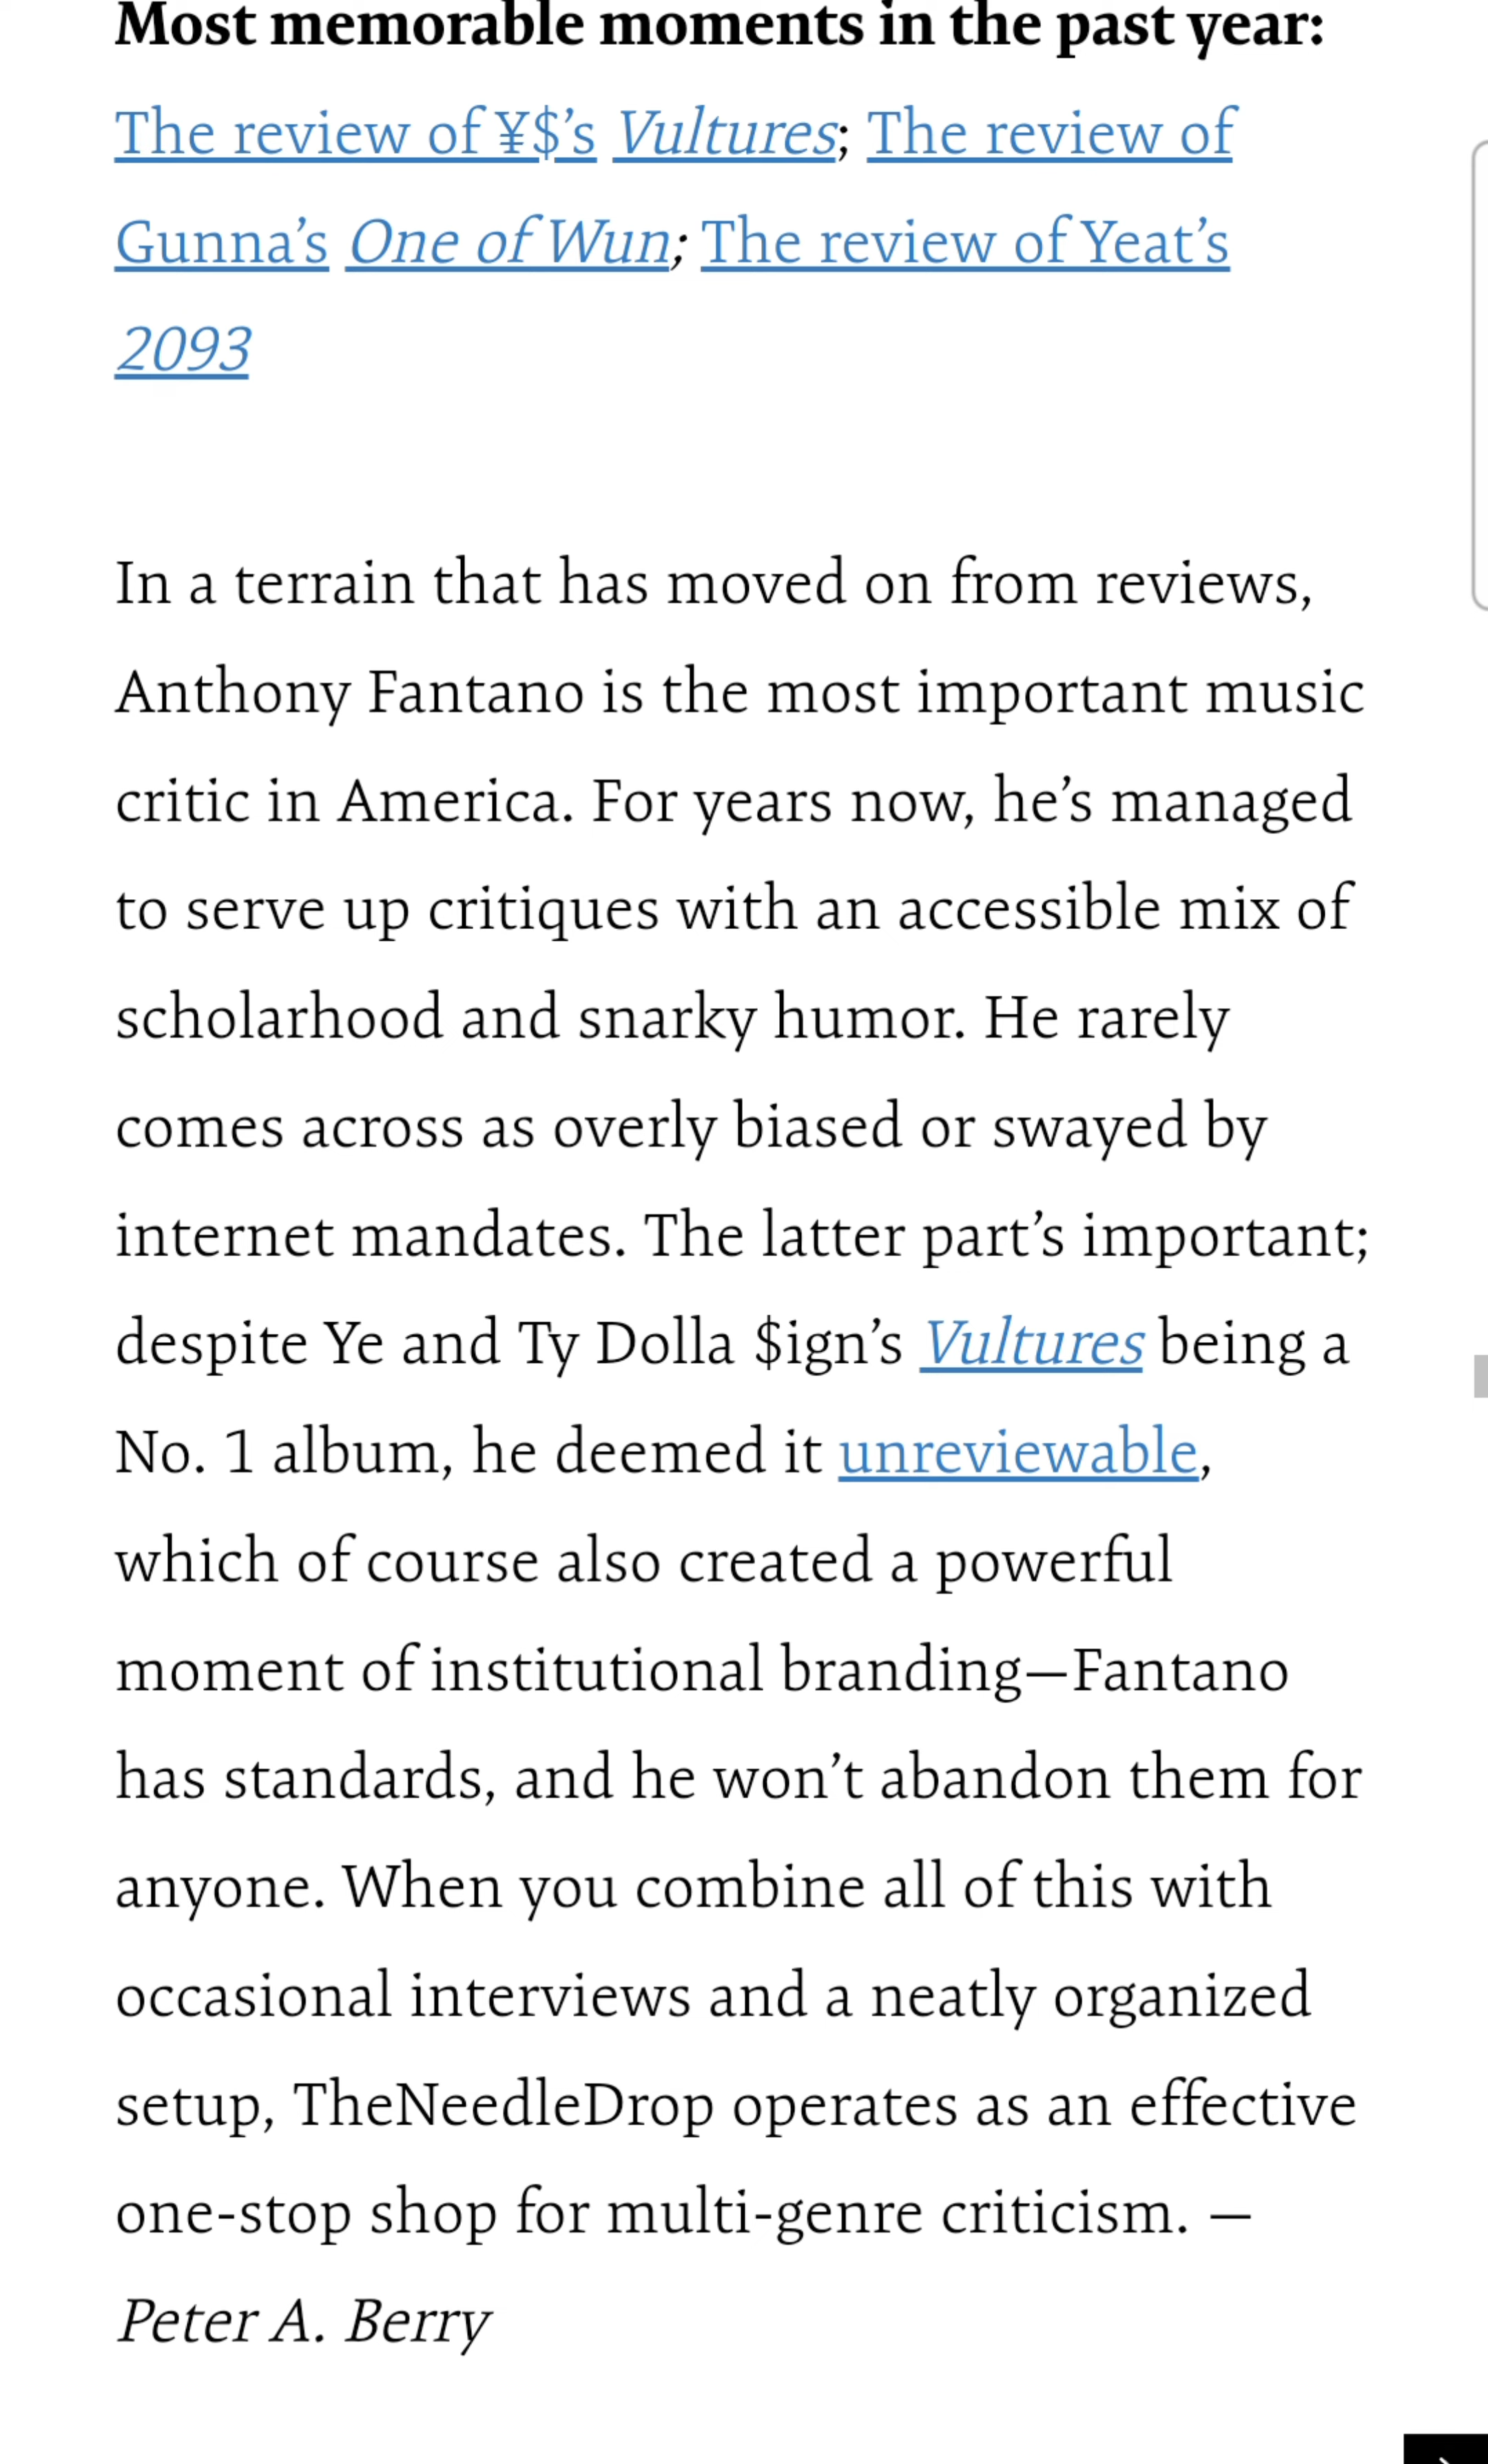 Most memorable moments in the past year:
The review of ¥$’s Vultures; The review of
Gunna’s One of Wun; The review of Yeat’s
2093
In a terrain that has moved on from reviews,
Anthony Fantano is the most important music
critic in America. For years now, he’s managed
to serve up critiques with an accessible mix of
scholarhood and snarky humor. He rarely
comes across as overly biased or swayed by
internet mandates. The latter part’s important;
despite Ye and Ty Dolla $ign’s Vultures being a
No. 1 album, he deemed it unreviewable,
which of course also created a powerful
moment of institutional branding—Fantano
has standards, and he won’t abandon them for
anyone. When you combine all of this with
occasional interviews and a neatly organized
setup, TheNeedleDrop operates as an effective
one-stop shop for multi-genre criticism. —
Peter A. Berry